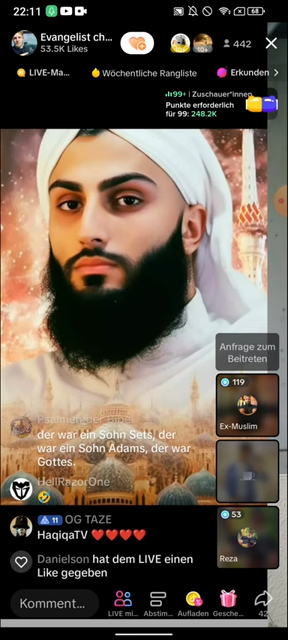 22:11
68
Evangelist ch...
53.5K Likes
10+
442
LIVE-Ma...
Wöchentliche Rangliste
Erkunden
99+ | Zuschauer*innen
Punkte erforderlich
für 99: 248.2K
Anfrage zum
Beitreten
119
Ex-Muslim
der war ein Sohn Sets, der
war ein Sohn Adams, der war
Gottes.
HellRazorOne
🤣
11 OG TAZE
HaqiqaTV ❤️❤️❤️❤️
53
Reza
Danielson hat dem LIVE einen
Like gegeben
Komment...
LIVE mi...
Abstim...
Aufladen
Gesche...
42